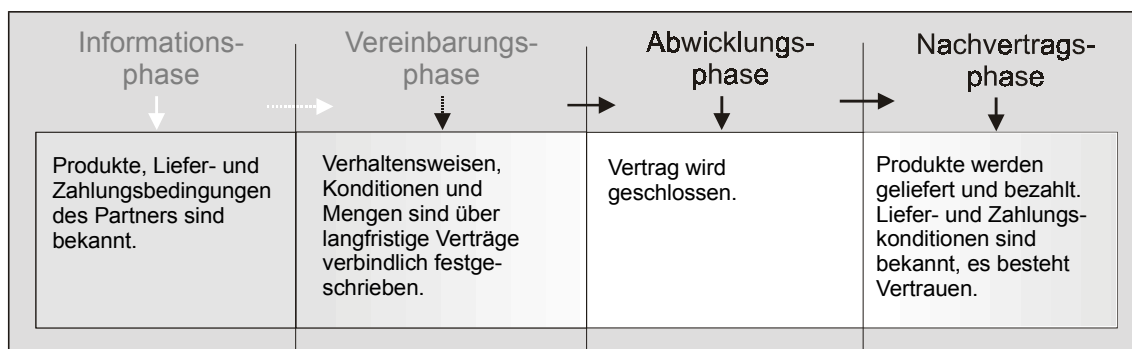 Informations-
phase
Vereinbarungs-
phase
Abwicklungs-
phase
Nachvertrags-
phase
Produkte, Liefer- und
Zahlungsbedingungen
des Partners sind
bekannt.
Verhaltensweisen,
Konditionen und
Mengen sind über
langfristige Verträge
verbindlich festge-
schrieben.
Vertrag wird
geschlossen.
Produkte werden
geliefert und bezahlt.
Liefer- und Zahlungs-
konditionen sind
bekannt, es besteht
Vertrauen.